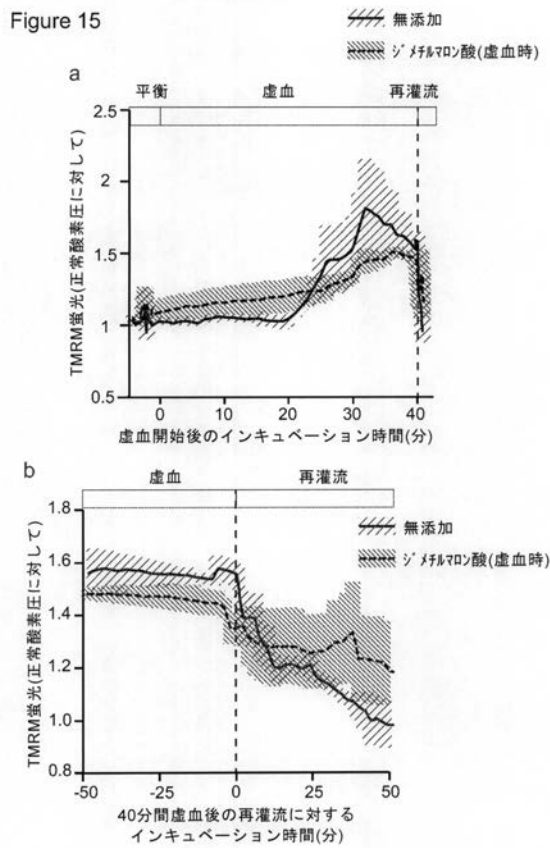 Figure 15
無添加
ジメチルマロン酸(虚血時)
a
平衡 虚血 再灌流
TMRM蛍光(正常酸素圧に対して)
2.5
2
1.5
1
0.5
0 10 20 30 40
虚血開始後のインキュベーション時間(分)
b
虚血 再灌流
無添加
ジメチルマロン酸(虚血時)
TMRM蛍光(正常酸素圧に対して)
1.8
1.6
1.4
1.2
1.0
0.8
-50 -25 0 25 50
40分間虚血後の再灌流に対する
インキュベーション時間(分)